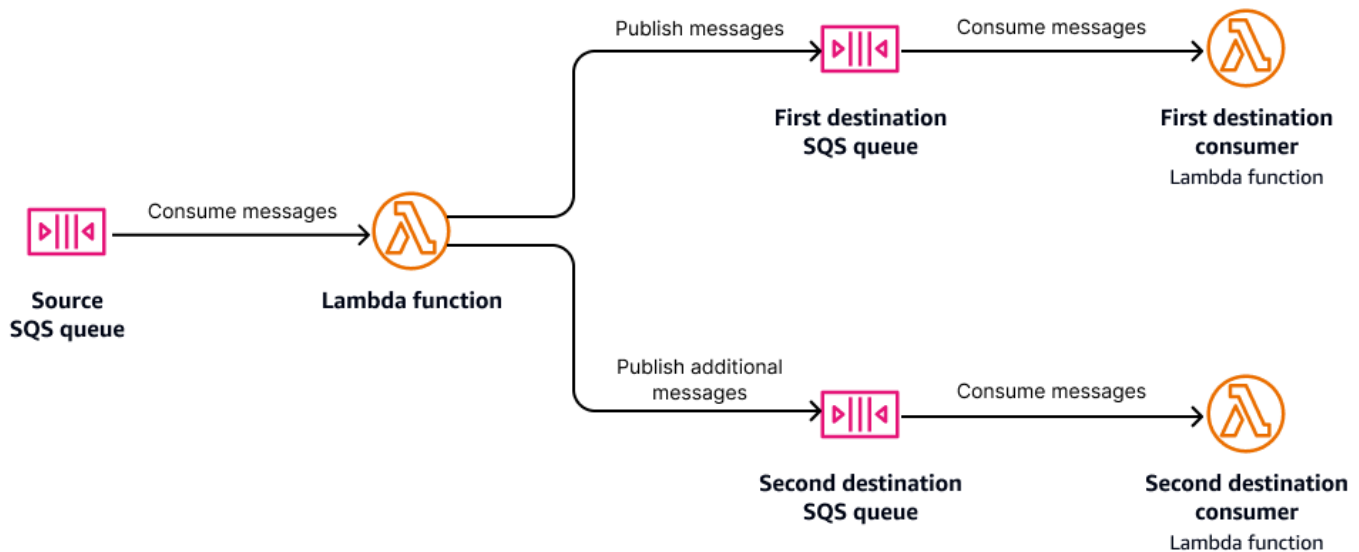 Publish messages
Consume messages
First destination
SQS queue
First destination
consumer
Lambda function
Consume messages
Source
SQS queue
Lambda function
Publish additional
messages
Consume messages
Second destination
SQS queue
Second destination
consumer
Lambda function